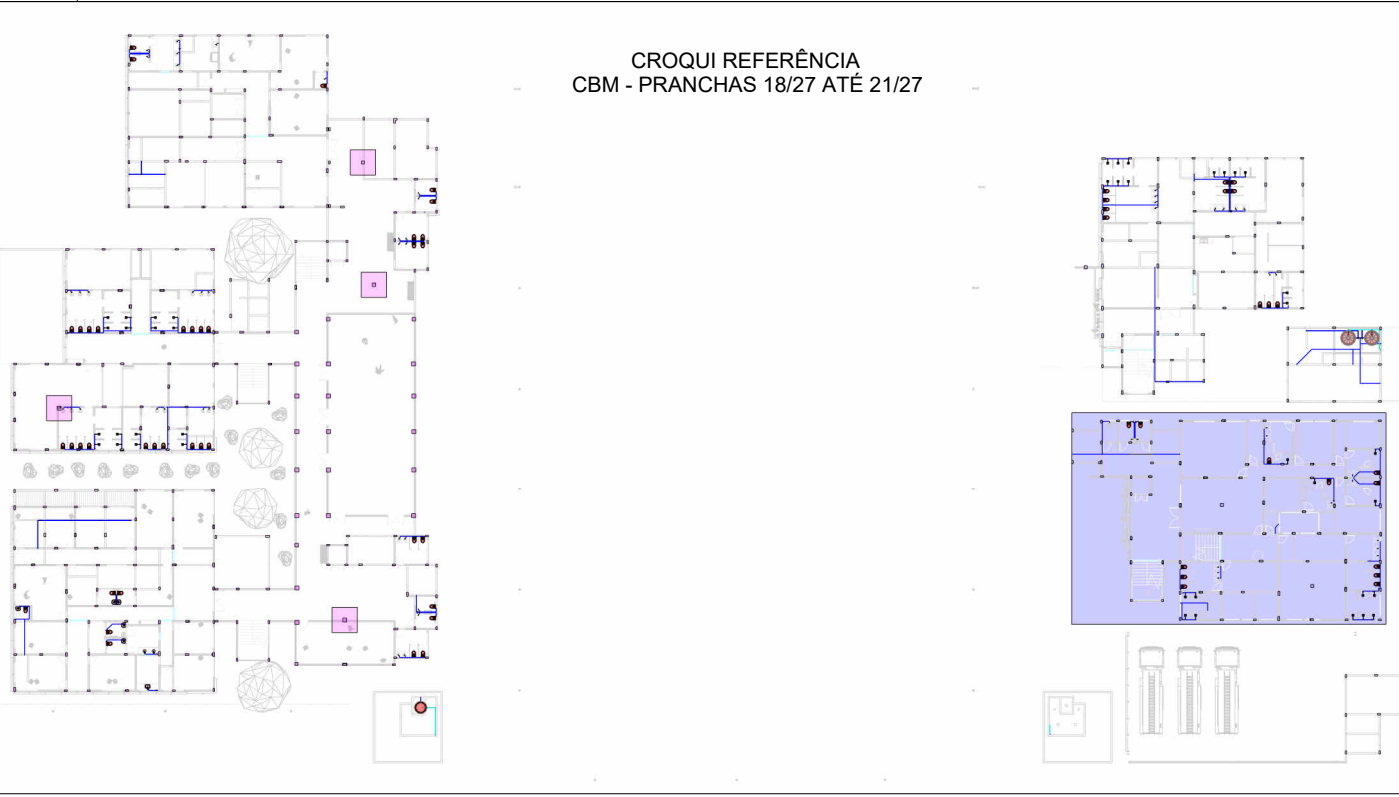 CROQUI REFERÊNCIA
CBM - PRANCHAS 18/27 ATÉ 21/27